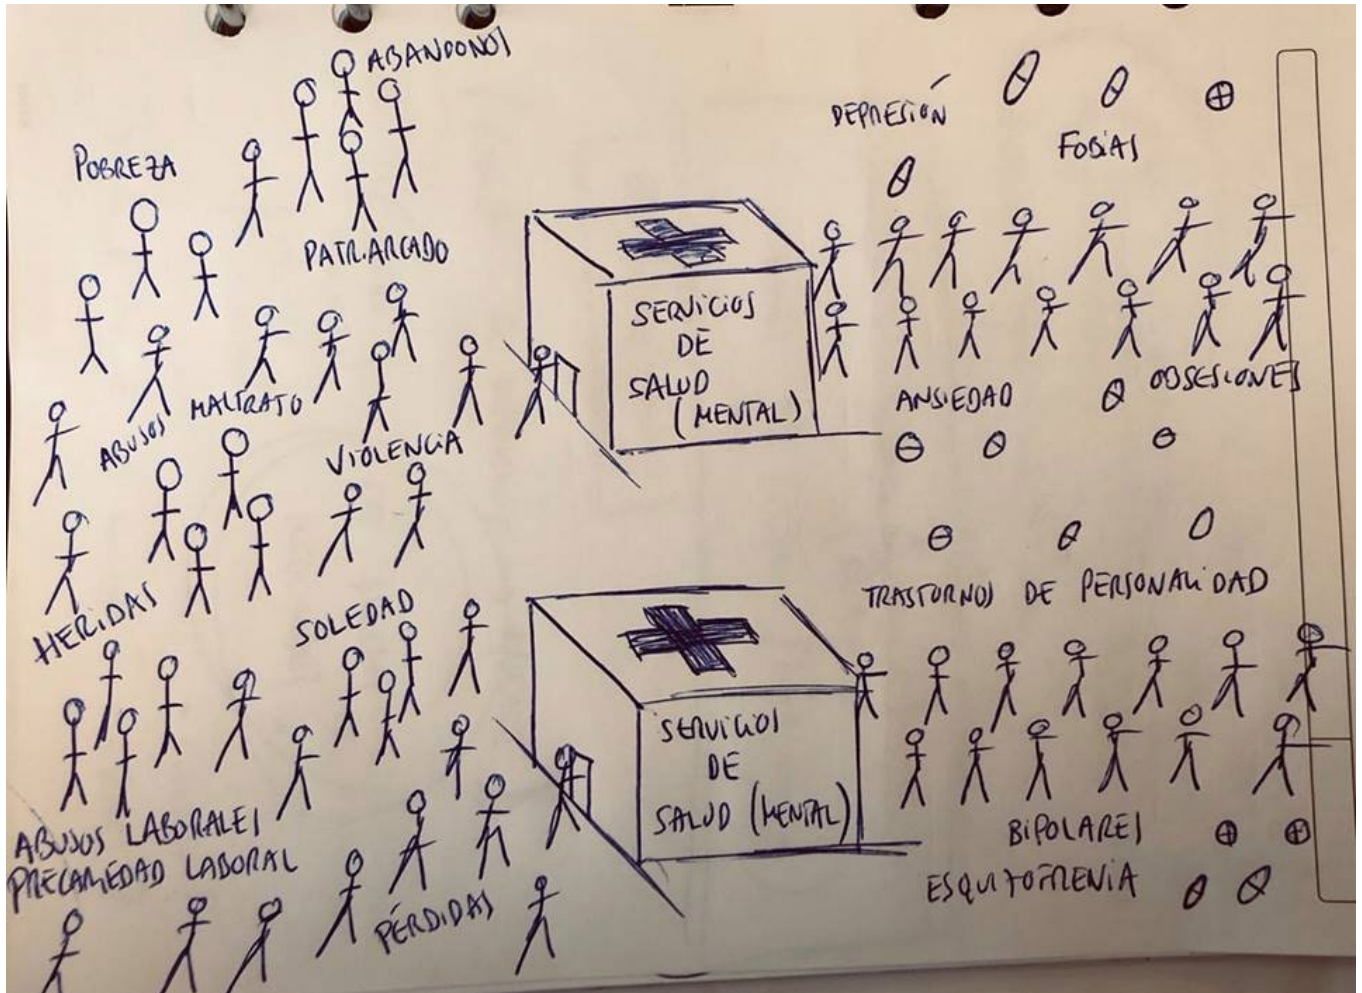 ABANDONOS
POBREZA
PATRIARCADO
ABUSOS
MALTRATO
VIOLENCIA
HERIDAS
SOLEDAD
ABUSOS LABORALES
PRECARIEDAD LABORAL
PÉRDIDAS
SERVICIOS
DE
SALUD
(MENTAL)
SERVICIOS
DE
SALUD (MENTAL)
DEPRESIÓN
FOBIAS
ANSIEDAD
OBSESIONES
TRASTORNOS DE PERSONALIDAD
BIPOLARES
ESQUIZOFRENIA